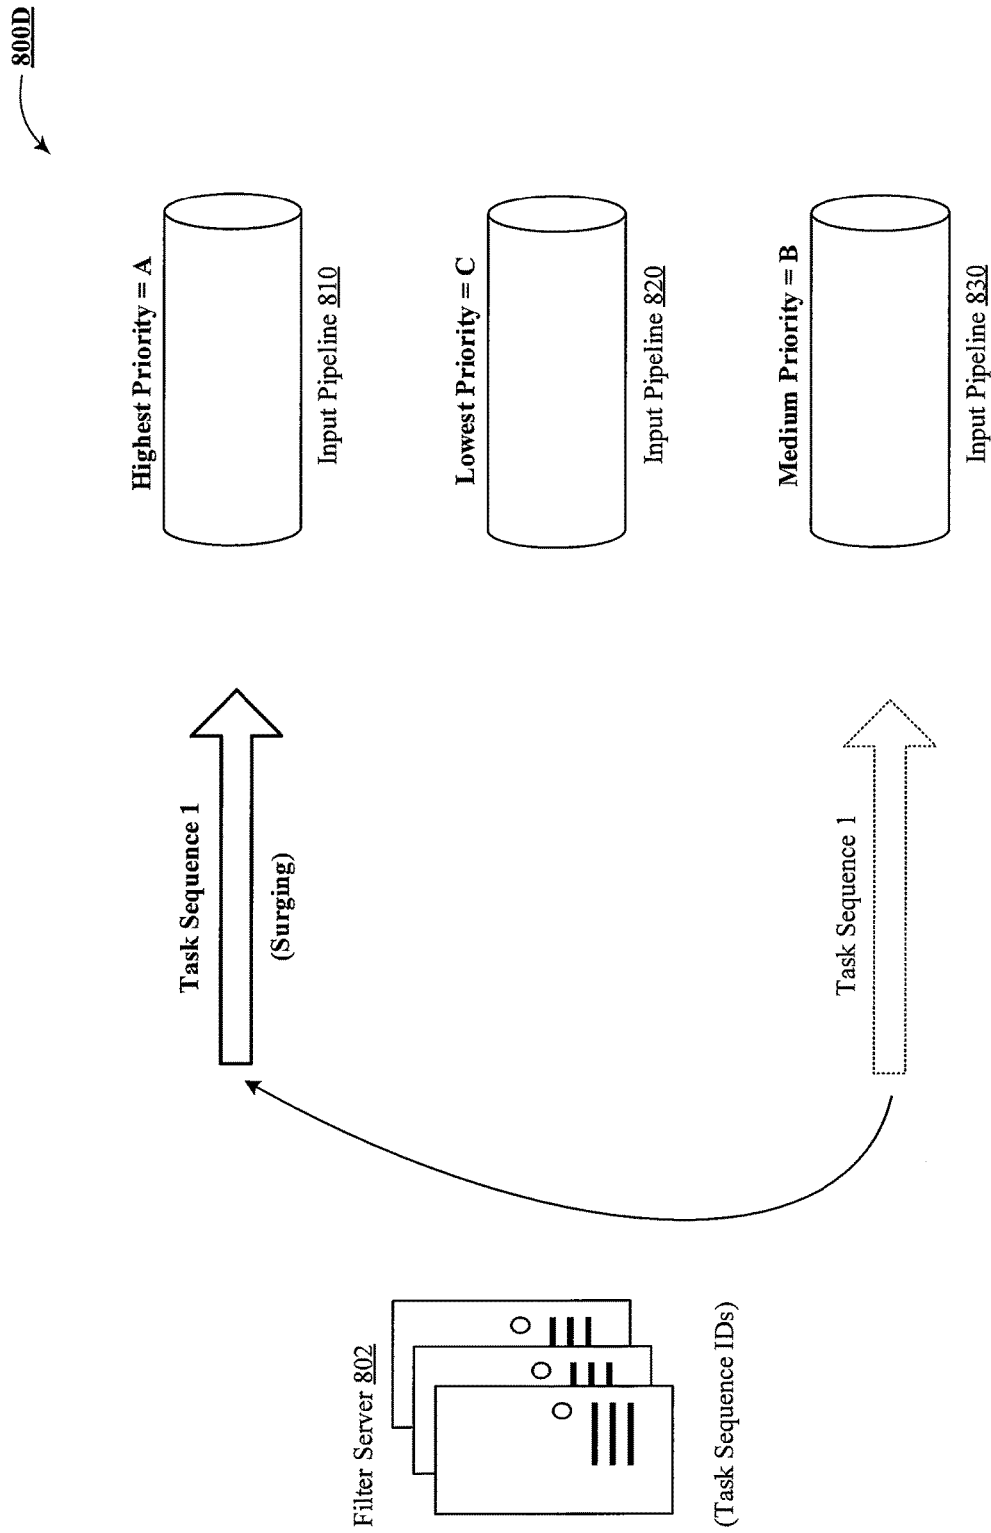 800D
Filter Server 802
(Task Sequence IDs)
Task Sequence 1
(Surging)
Task Sequence 1
Highest Priority = A
Input Pipeline 810
Lowest Priority = C
Input Pipeline 820
Medium Priority = B
Input Pipeline 830